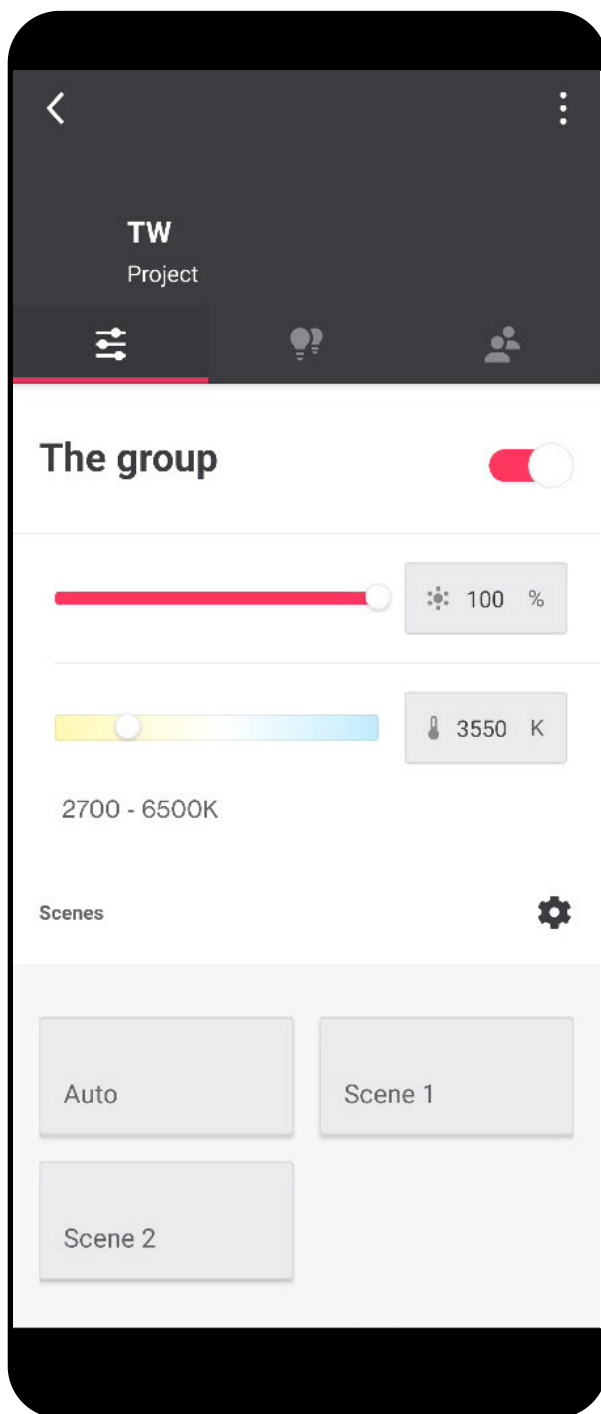 TW
Project
The group
100 %
3550 K
2700 - 6500K
Scenes
Auto
Scene 1
Scene 2